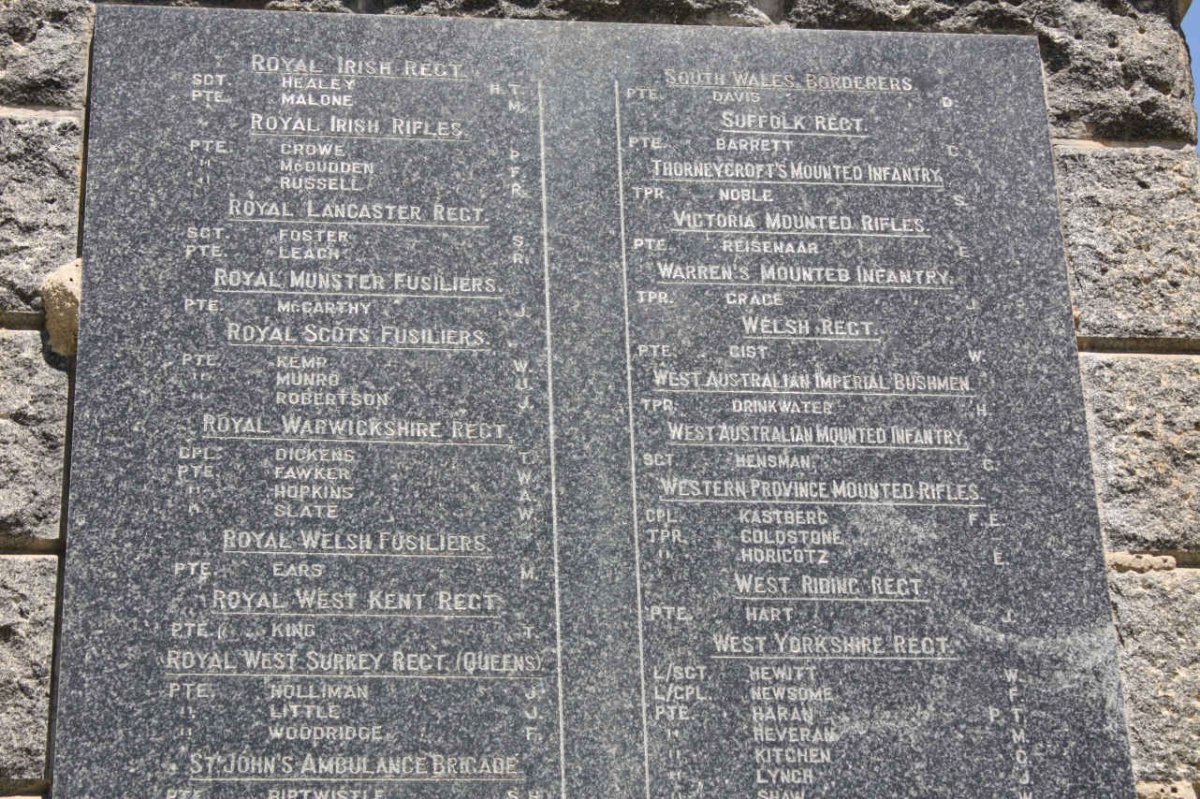 ROYAL IRISH REGT.
SGT. HEALEY H.T.
PTE. MALONE M.
ROYAL IRISH RIFLES.
PTE. CROWE P.
" McDUDDEN F.
" RUSSELL R.
ROYAL LANCASTER REGT.
SGT. FOSTER S.
PTE. LEACH R.
ROYAL MUNSTER FUSILIERS.
PTE. McCARTHY J.
ROYAL SCOTS FUSILIERS.
PTE. KEMP W.
" MUNRO U.
" ROBERTSON J.
ROYAL WARWICKSHIRE REGT.
CPL. DICKENS T.
PTE. FAWKER W.
" HOPKINS A.
" SLATE W.
ROYAL WELSH FUSILIERS.
PTE. EARS M.
ROYAL WEST KENT REGT.
PTE. KING T.
ROYAL WEST SURREY REGT. (QUEENS).
PTE. HOLLIMAN J.
" LITTLE J.
" WOODRIDGE F.
ST JOHN'S AMBULANCE BRIGADE.
PTE. RIPTWISTLE S.H.
SOUTH WALES BORDERERS
PTE. DAVIS D.
SUFFOLK REGT.
PTE. BARRETT C.
THORNEYCROFT'S MOUNTED INFANTRY.
TPR. NOBLE S.
VICTORIA MOUNTED RIFLES.
PTE. REISENAAR E.
WARREN'S MOUNTED INFANTRY.
TPR. GRACE J.
WELSH REGT.
PTE. GIST W.
WEST AUSTRALIAN IMPERIAL BUSHMEN.
TPR. DRINKWATER H.
WEST AUSTRALIAN MOUNTED INFANTRY.
SGT. HENSMAN G.
WESTERN PROVINCE MOUNTED RIFLES.
CPL. KASTBERG F.E.
TPR. GOLDSTONE
" HORICOTZ E.
WEST RIDING REGT.
PTE. HART J.
WEST YORKSHIRE REGT.
L/SGT. HEWITT W.
L/CPL. NEWSOME F.
PTE. HARAN P.T.
" HEVERAN M.
" KITCHEN C.
" LYNCH J.
" SHAW W.